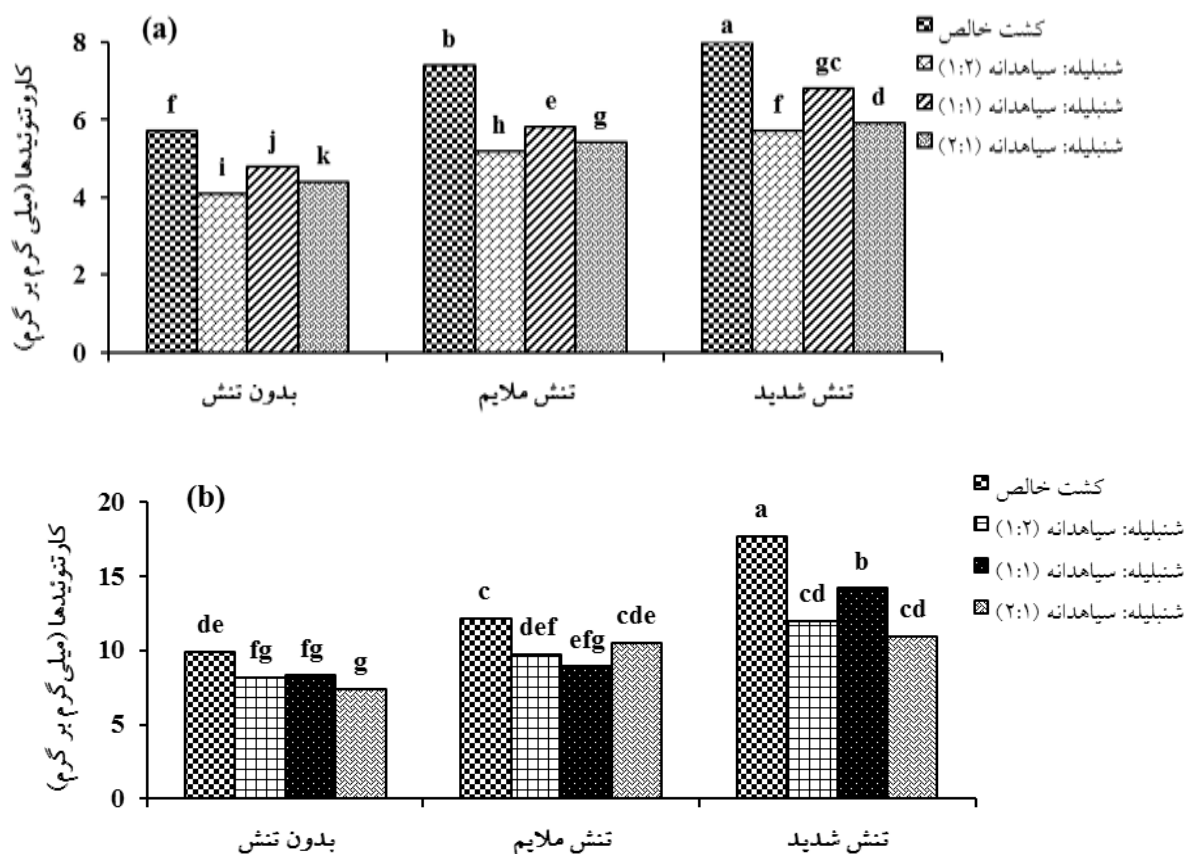 (a)
کاروتنوئیدها (میلی گرم بر گرم)
8
6
4
2
0
f
i
j
k
b
h
e
g
a
f
gc
d
بدون تنش
تنش ملایم
تنش شدید
کشت خالص
شنبلیله: سیاهدانه (۱:۲)
شنبلیله: سیاهدانه (۱:۱)
شنبلیله: سیاهدانه (۲:۱)
(b)
کارتنوئیدها (میلی‌گرم بر گرم)
20
15
10
5
0
de
fg
fg
g
c
def
efg
cde
a
cd
b
cd
بدون تنش
تنش ملایم
تنش شدید
کشت خالص
شنبلیله: سیاهدانه (۱:۲)
شنبلیله: سیاهدانه (۱:۱)
شنبلیله: سیاهدانه (۲:۱)